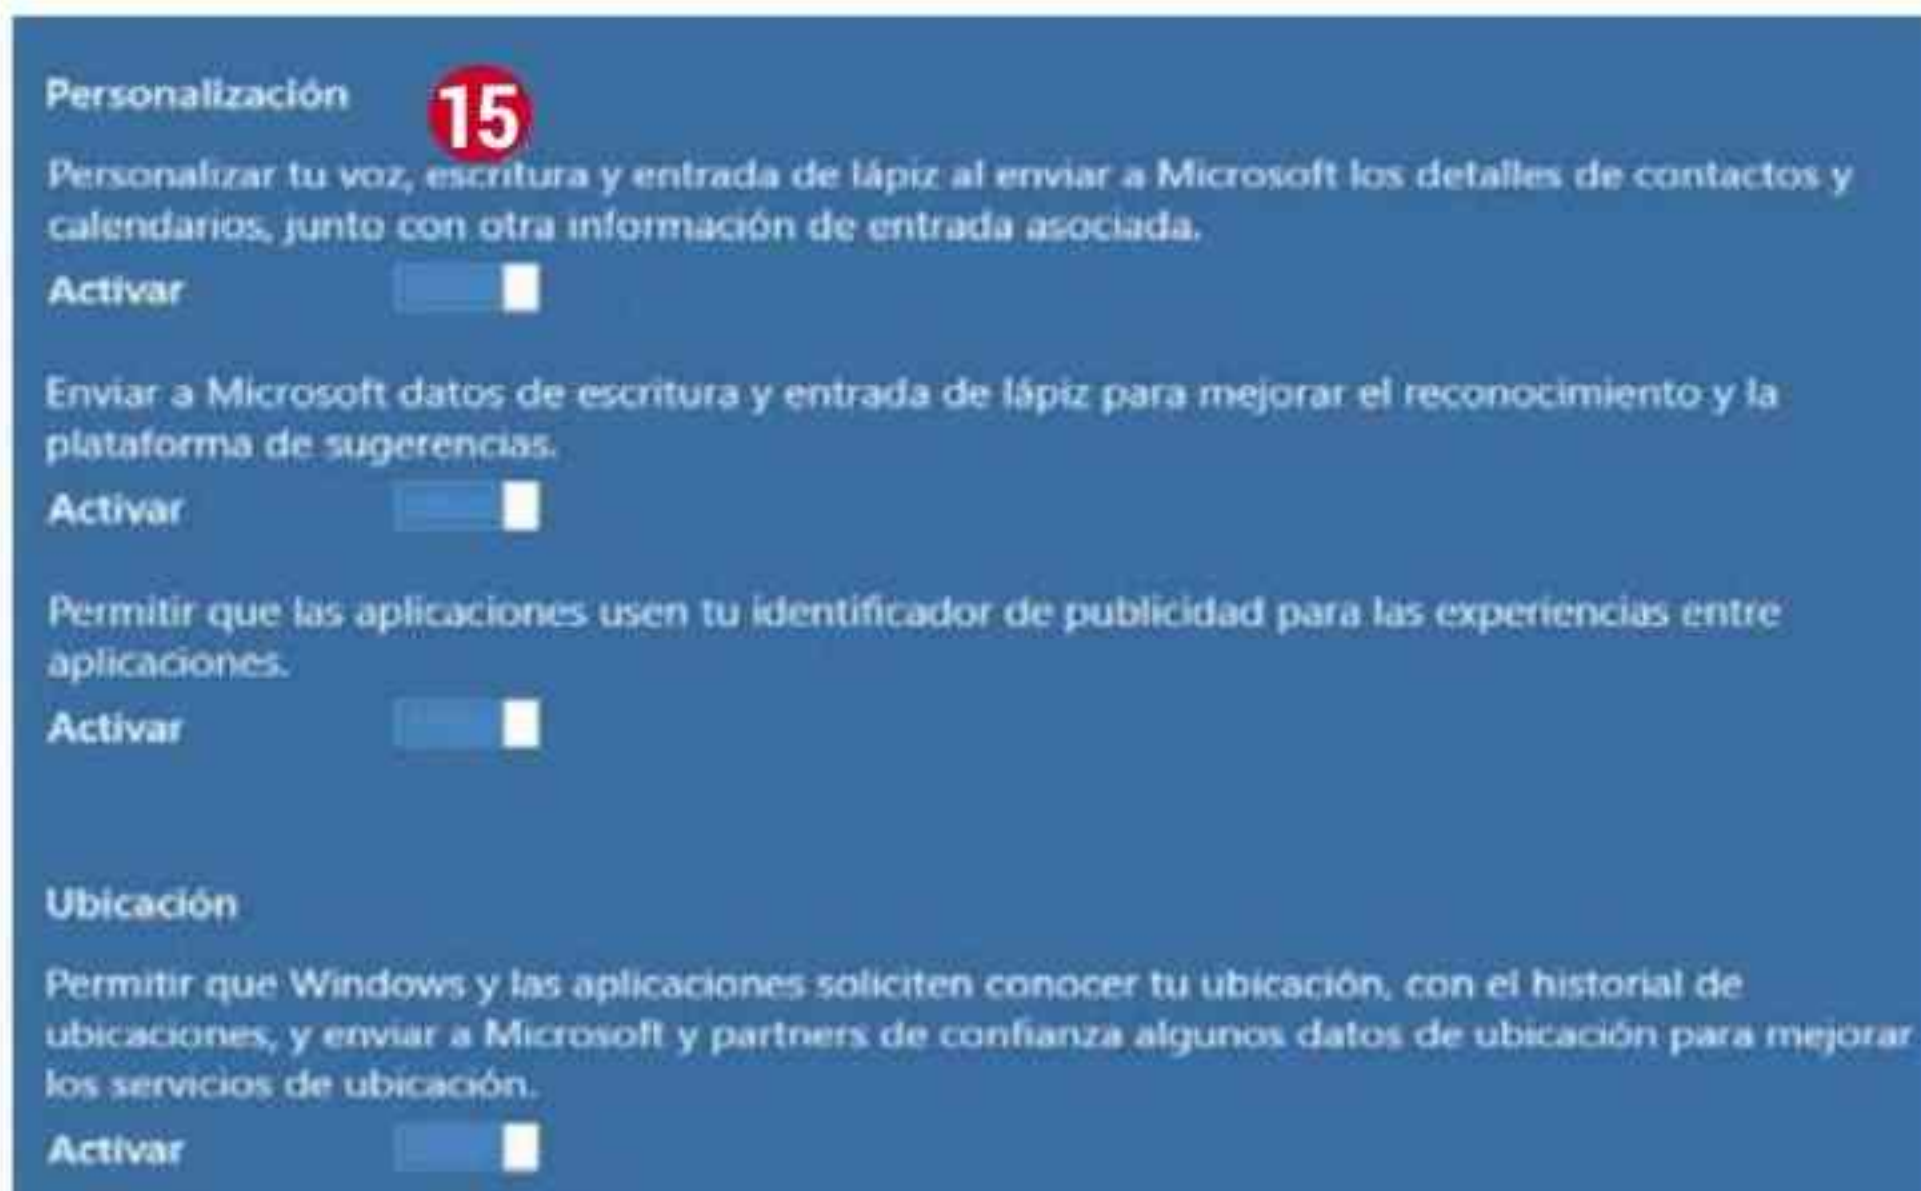 Personalización
15
Personalizar tu voz, escritura y entrada de lápiz al enviar a Microsoft los detalles de contactos y
calendarios, junto con otra información de entrada asociada.
Activar
Enviar a Microsoft datos de escritura y entrada de lápiz para mejorar el reconocimiento y la
plataforma de sugerencias.
Activar
Permitir que las aplicaciones usen tu identificador de publicidad para las experiencias entre
aplicaciones.
Activar
Ubicación
Permitir que Windows y las aplicaciones soliciten conocer tu ubicación, con el historial de
ubicaciones, y enviar a Microsoft y partners de confianza algunos datos de ubicación para mejorar
los servicios de ubicación.
Activar